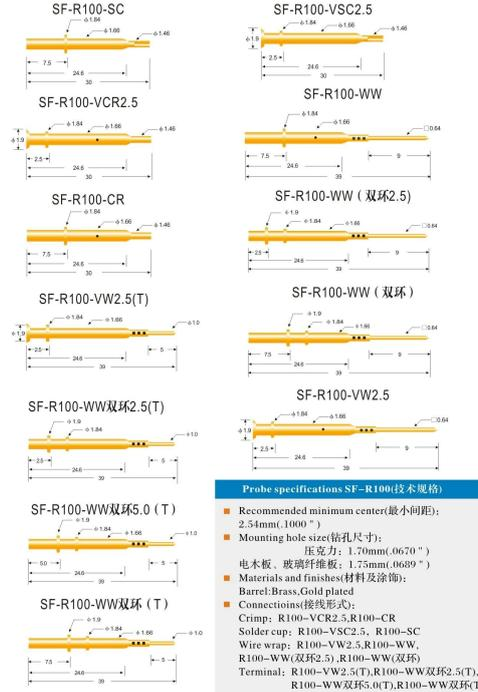 SF-R100-SC
ϕ1.84
ϕ1.66
ϕ1.46
7.5
24.6
30
SF-R100-VSC2.5
ϕ1.84
ϕ1.66
ϕ1.46
ϕ1.9
2.5
24.6
30
SF-R100-VCR2.5
ϕ1.84
ϕ1.66
ϕ1.46
ϕ1.9
2.5
24.6
30
SF-R100-WW
ϕ1.84
ϕ1.66
□0.64
7.5
9
24.6
39
SF-R100-CR
ϕ1.84
ϕ1.66
ϕ1.46
7.5
24.6
30
SF-R100-WW（双环2.5)
ϕ1.9
ϕ1.84
ϕ1.66
□0.64
2.5
9
24.6
39
SF-R100-VW2.5(T)
ϕ1.84
ϕ1.66
ϕ1.0
ϕ1.9
2.5
5
24.6
39
SF-R100-WW（双环）
ϕ1.9
ϕ1.84
ϕ1.66
□0.64
7.5
9
24.6
39
SF-R100-WW双环2.5(T)
ϕ1.9
ϕ1.84
ϕ1.66
ϕ1.0
2.5
5
24.6
39
SF-R100-VW2.5
ϕ1.84
ϕ1.66
□0.64
ϕ1.9
2.5
9
24.6
39
SF-R100-WW双环5.0（T）
ϕ1.9
ϕ1.84
ϕ1.66
ϕ1.0
5.0
5
24.6
39
SF-R100-WW双环（T）
ϕ1.9
ϕ1.84
ϕ1.66
ϕ1.0
7.5
5
24.6
39
Probe specifications SF-R100(技术规格)
Recommended minimum center(最小间距):
2.54mm(.1000＂)
Mounting hole size(钻孔尺寸):
压克力：1.70mm(.0670＂)
电木板、玻璃纤维板：1.75mm(.0689＂)
Materials and finishes(材料及涂饰):
Barrel:Brass,Gold plated
Connectioins(接线形式):
Crimp：R100-VCR2.5,R100-CR
Solder cup：R100-VSC2.5，R100-SC
Wire wrap：R100-VW2.5,R100-WW,
R100-WW(双环2.5) ,R100-WW(双环)
Terminal：R100-VW2.5(T),R100-WW双环2.5(T),
R100-WW双环5.0(T),R100-WW双环(T